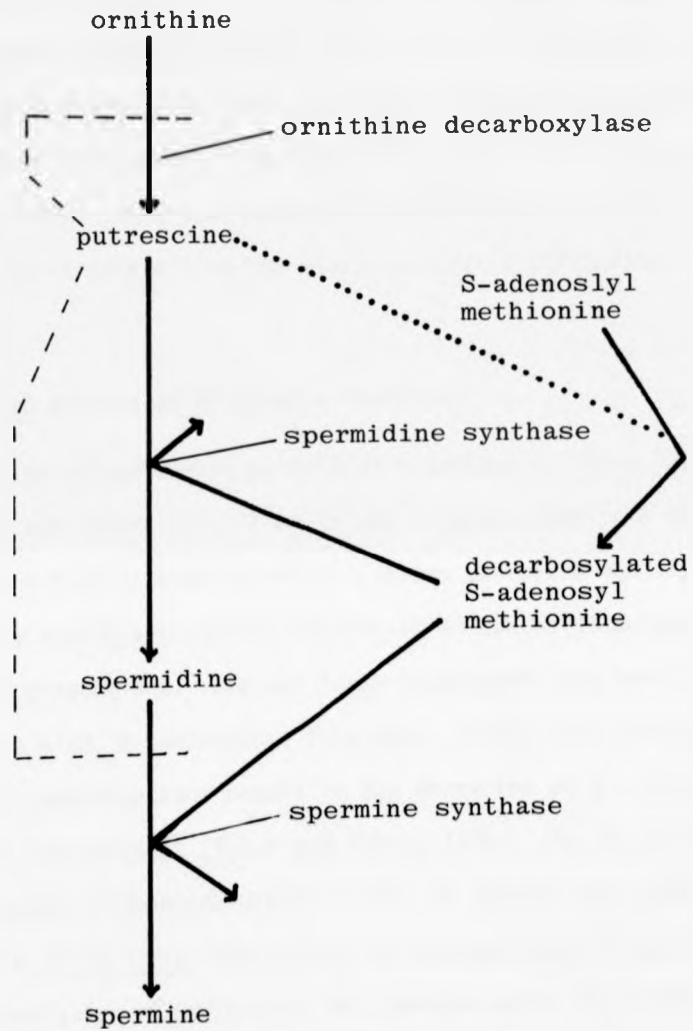 ornithine
ornithine decarboxylase
putrescine
S-adenoslyl
methionine
spermidine synthase
decarbosylated
S-adenosyl
methionine
spermidine
spermine synthase
spermine